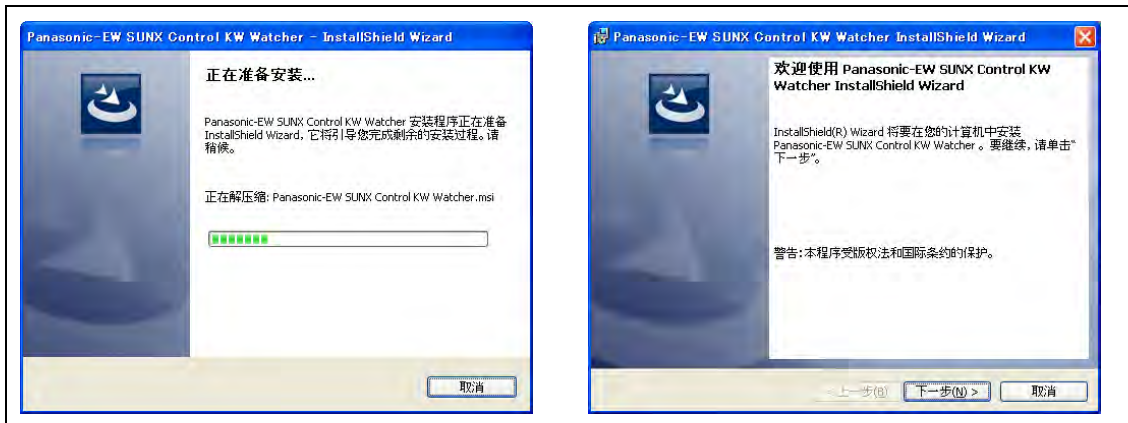 Panasonic-EW SUNX Control KW Watcher - InstallShield Wizard
正在准备安装...
Panasonic-EW SUNX Control KW Watcher 安装程序正在准备
InstallShield Wizard，它将引导您完成剩余的安装过程。请
稍候。
正在解压缩: Panasonic-EW SUNX Control KW Watcher.msi
取消
Panasonic-EW SUNX Control KW Watcher InstallShield Wizard
欢迎使用 Panasonic-EW SUNX Control KW
Watcher InstallShield Wizard
InstallShield(R) Wizard 将要在您的计算机中安装
Panasonic-EW SUNX Control KW Watcher 。要继续，请单击“
下一步”。
警告:本程序受版权法和国际条约的保护。
上一步(B)
下一步(N) >
取消